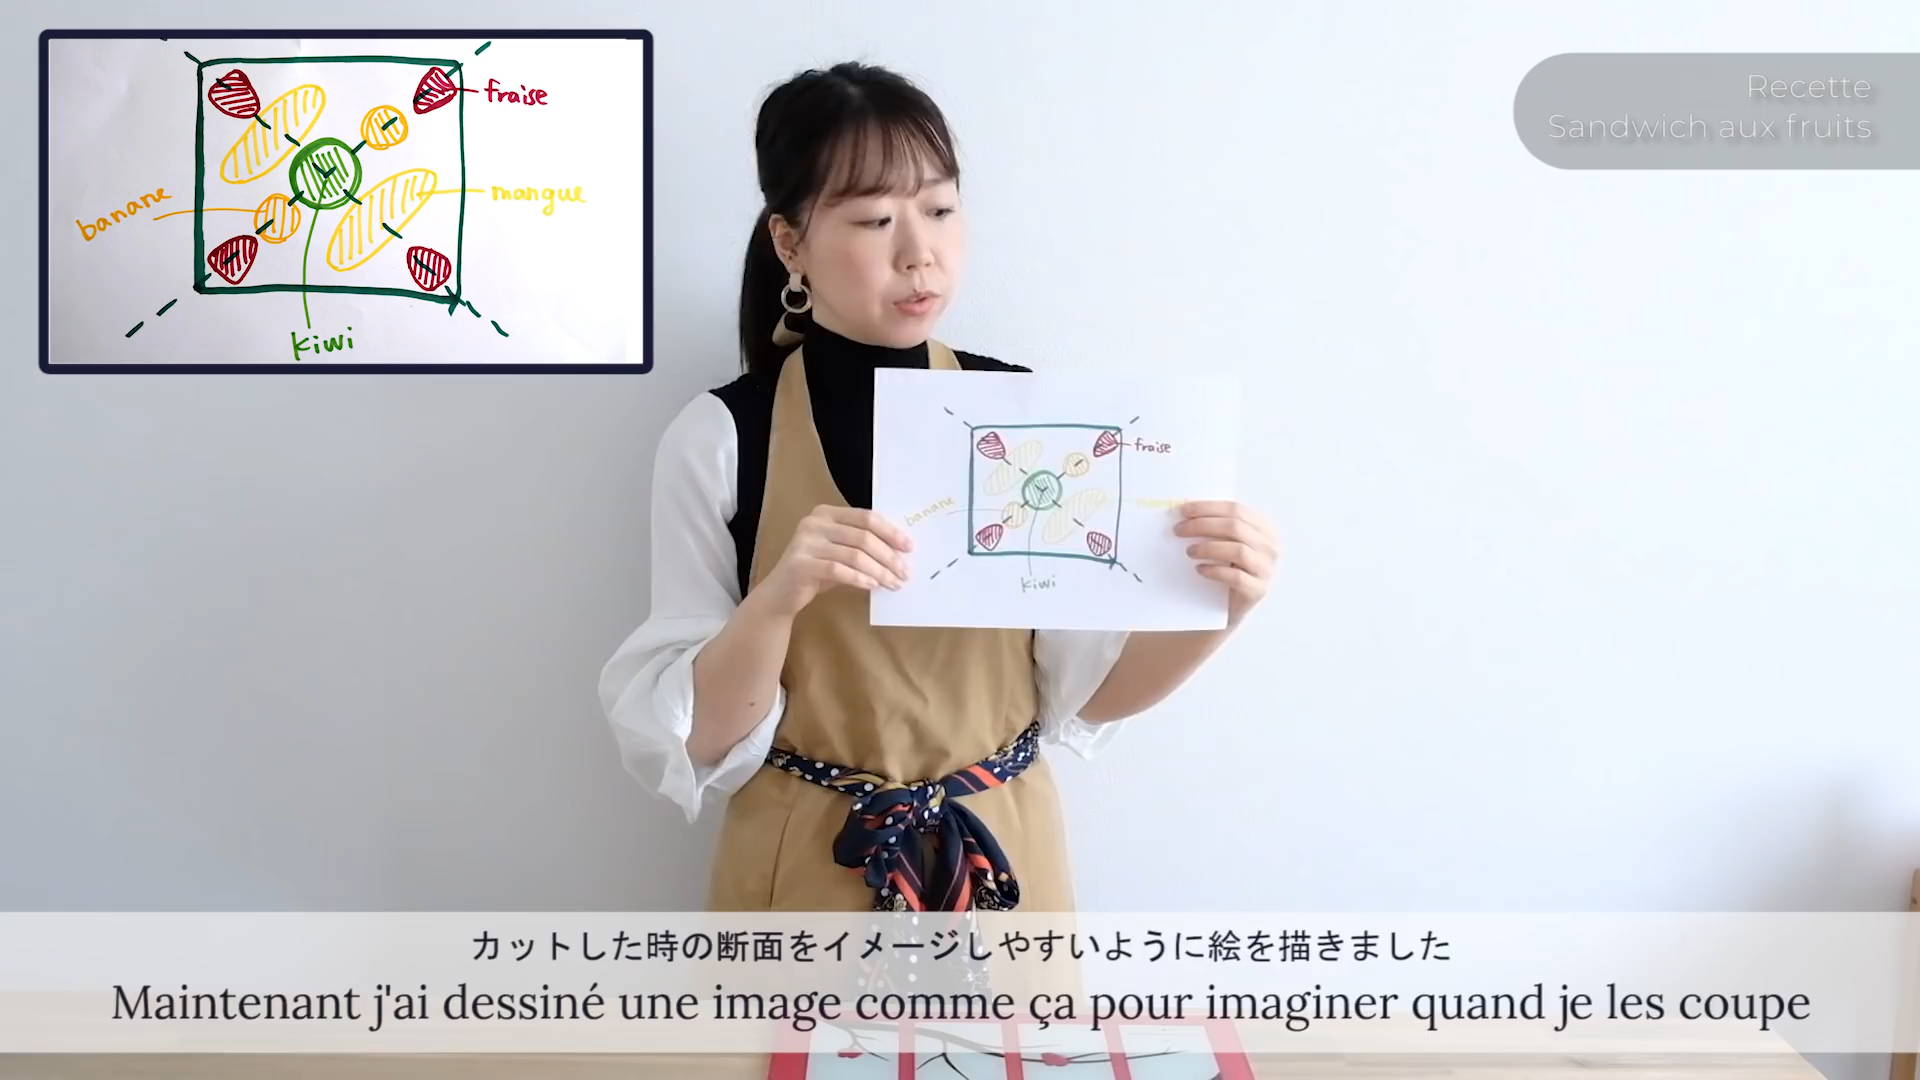 fraise
banane
mangue
kiwi
Recette
Sandwich aux fruits
fraise
banane
kiwi
カットした時の断面をイメージしやすいように絵を描きました
Maintenant j'ai dessiné une image comme ça pour imaginer quand je les coupe